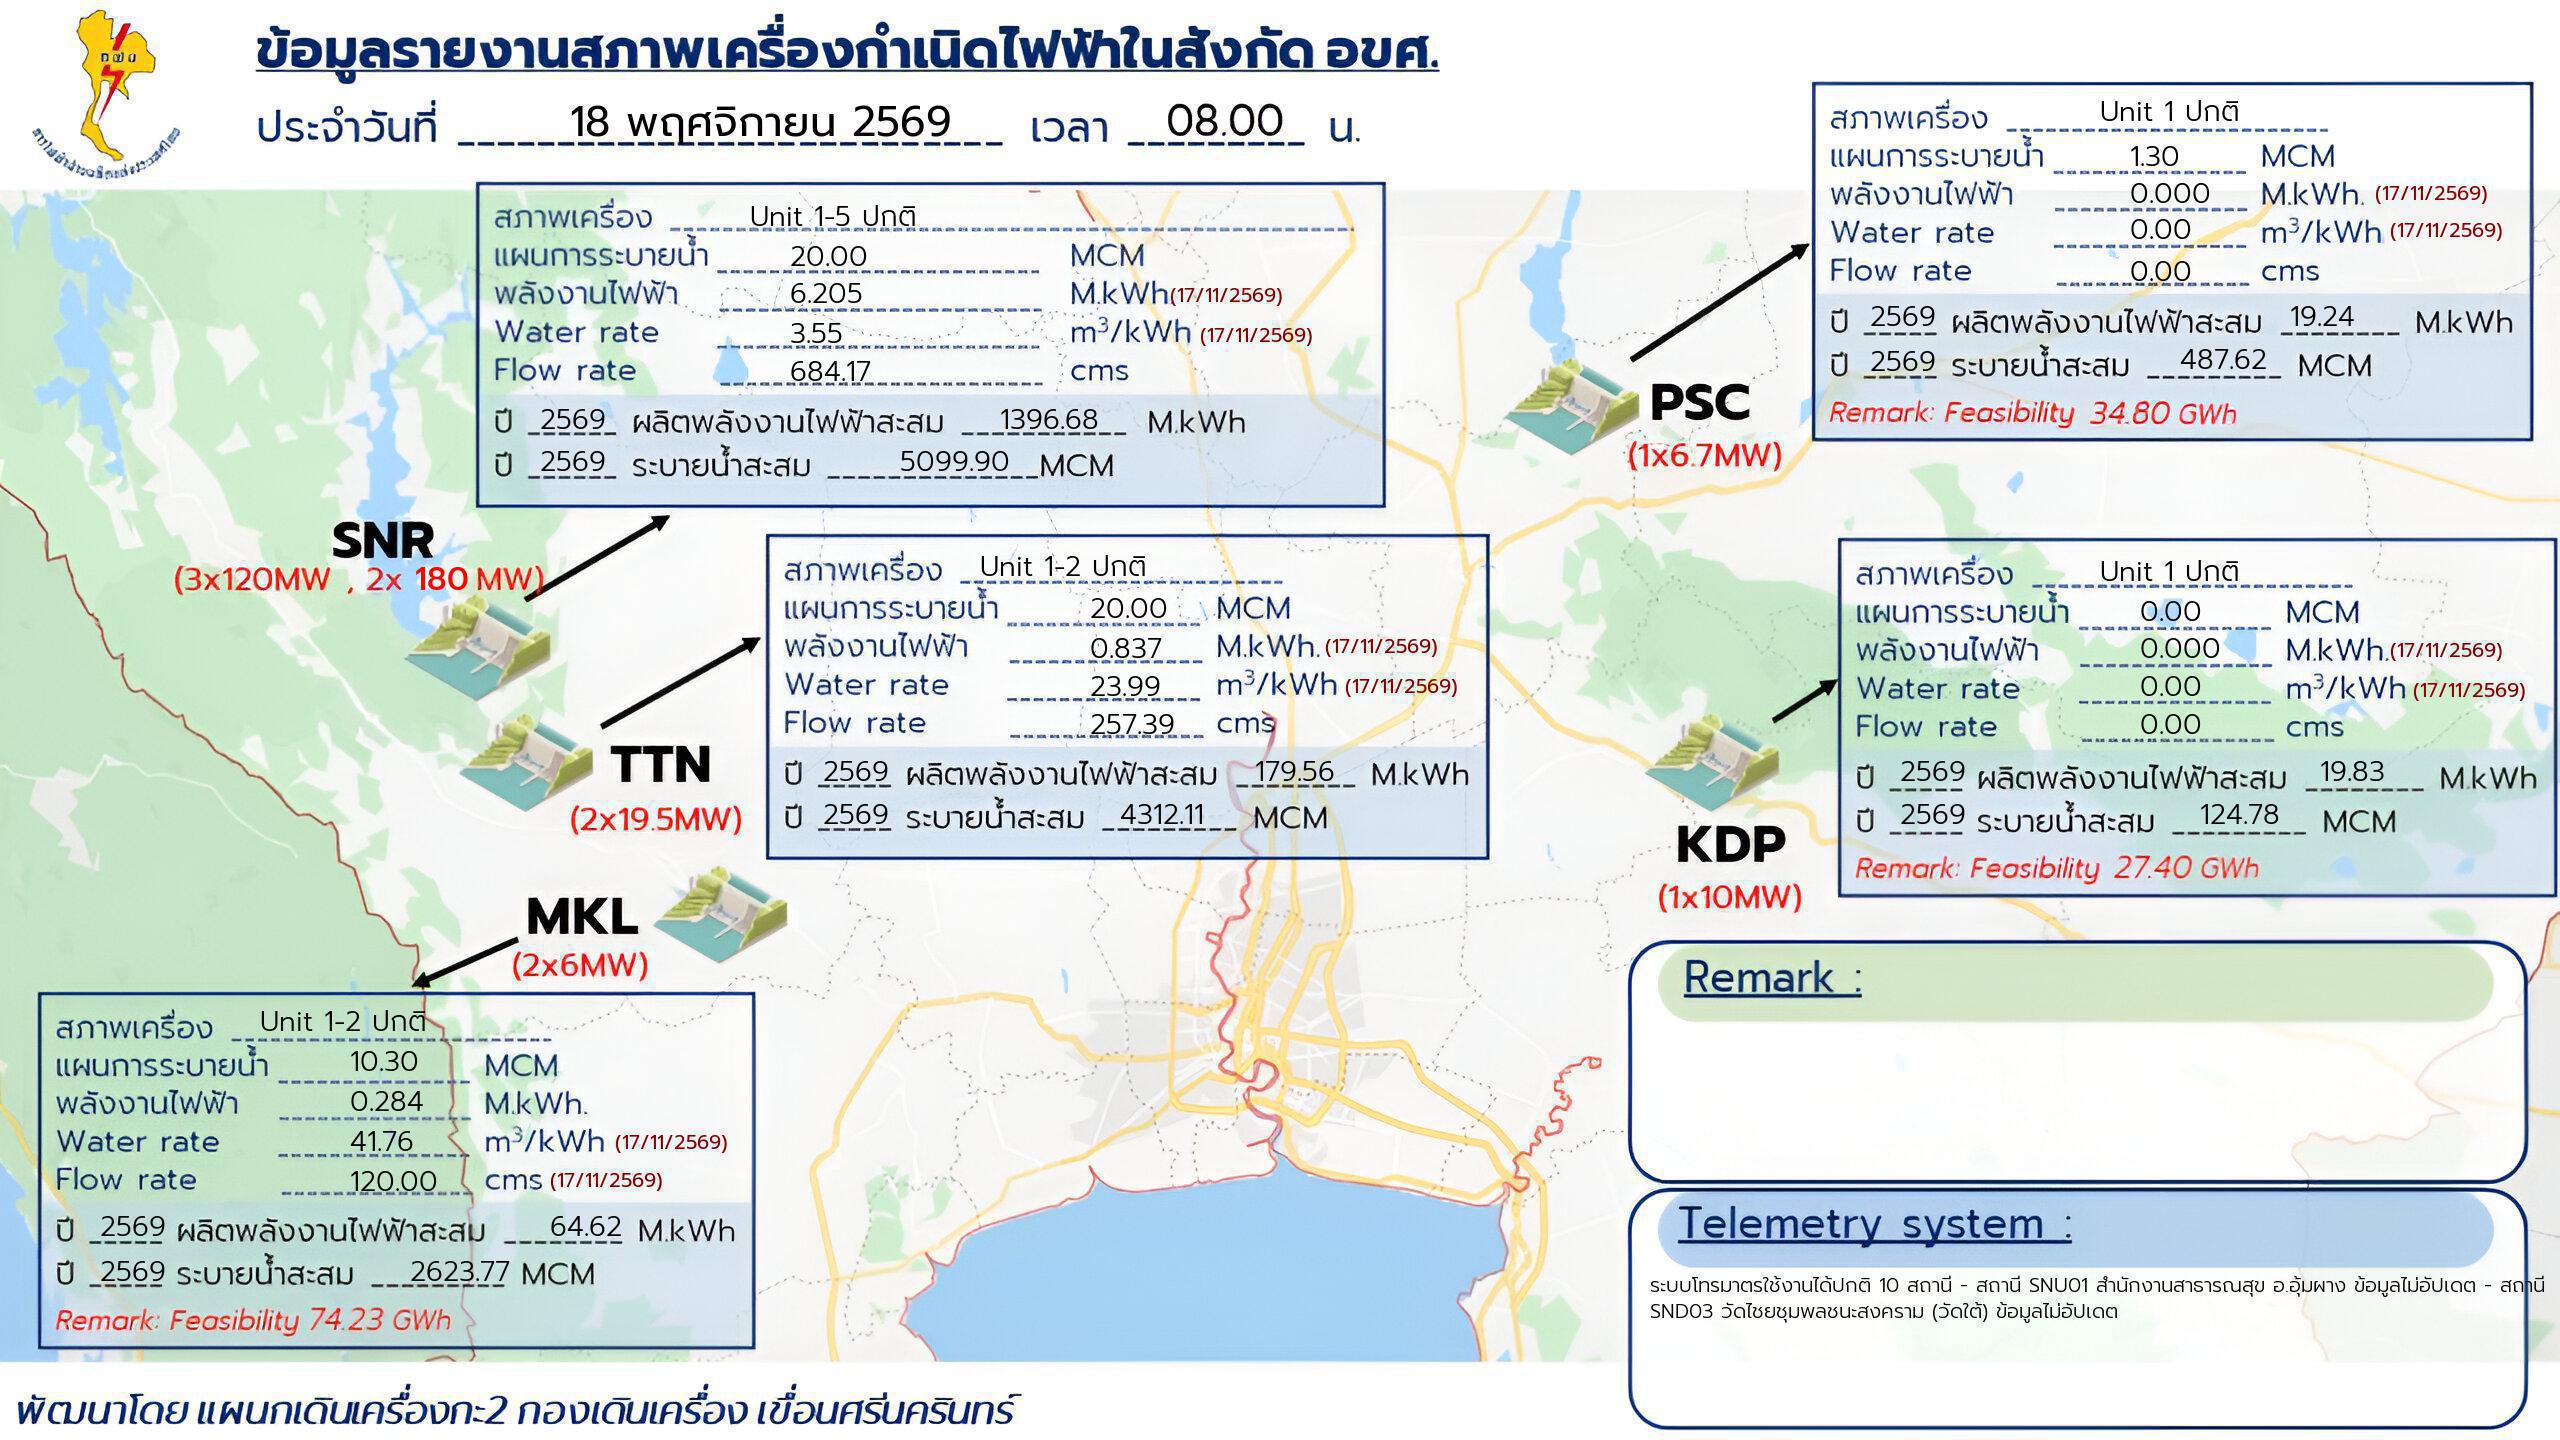 กฟผ
การไฟฟ้าฝ่ายผลิตแห่งประเทศไทย
ข้อมูลรายงานสภาพเครื่องกำเนิดไฟฟ้าในสังกัด อขศ.
ประจำวันที่ 18 พฤศจิกายน 2569 เวลา 08.00 น.
สภาพเครื่อง Unit 1-5 ปกติ
แผนการระบายน้ำ 20.00 MCM
พลังงานไฟฟ้า 6.205 M.kWh(17/11/2569)
Water rate 3.55 m³/kWh (17/11/2569)
Flow rate 684.17 cms
ปี 2569 ผลิตพลังงานไฟฟ้าสะสม 1396.68 M.kWh
ปี 2569 ระบายน้ำสะสม 5099.90 MCM
SNR
(3x120MW , 2x 180 MW)
สภาพเครื่อง Unit 1 ปกติ
แผนการระบายน้ำ 1.30 MCM
พลังงานไฟฟ้า 0.000 M.kWh. (17/11/2569)
Water rate 0.00 m³/kWh (17/11/2569)
Flow rate 0.00 cms
ปี 2569 ผลิตพลังงานไฟฟ้าสะสม 19.24 M.kWh
ปี 2569 ระบายน้ำสะสม 487.62 MCM
Remark: Feasibility 34.80 GWh
PSC
(1x6.7MW)
สภาพเครื่อง Unit 1-2 ปกติ
แผนการระบายน้ำ 20.00 MCM
พลังงานไฟฟ้า 0.837 M.kWh. (17/11/2569)
Water rate 23.99 m³/kWh (17/11/2569)
Flow rate 257.39 cms
ปี 2569 ผลิตพลังงานไฟฟ้าสะสม 179.56 M.kWh
ปี 2569 ระบายน้ำสะสม 4312.11 MCM
TTN
(2x19.5MW)
สภาพเครื่อง Unit 1 ปกติ
แผนการระบายน้ำ 0.00 MCM
พลังงานไฟฟ้า 0.000 M.kWh.(17/11/2569)
Water rate 0.00 m³/kWh (17/11/2569)
Flow rate 0.00 cms
ปี 2569 ผลิตพลังงานไฟฟ้าสะสม 19.83 M.kWh
ปี 2569 ระบายน้ำสะสม 124.78 MCM
Remark: Feasibility 27.40 GWh
KDP
(1x10MW)
MKL
(2x6MW)
สภาพเครื่อง Unit 1-2 ปกติ
แผนการระบายน้ำ 10.30 MCM
พลังงานไฟฟ้า 0.284 M.kWh.
Water rate 41.76 m³/kWh (17/11/2569)
Flow rate 120.00 cms (17/11/2569)
ปี 2569 ผลิตพลังงานไฟฟ้าสะสม 64.62 M.kWh
ปี 2569 ระบายน้ำสะสม 2623.77 MCM
Remark: Feasibility 74.23 GWh
Remark :
Telemetry system :
ระบบโทรมาตรใช้งานได้ปกติ 10 สถานี - สถานี SNU01 สำนักงานสาธารณสุข อ.อุ้มผาง ข้อมูลไม่อัปเดต - สถานี
SND03 วัดไชยชุมพลชนะสงคราม (วัดใต้) ข้อมูลไม่อัปเดต
พัฒนาโดย แผนกเดินเครื่องกะ2 กองเดินเครื่อง เขื่อนศรีนครินทร์